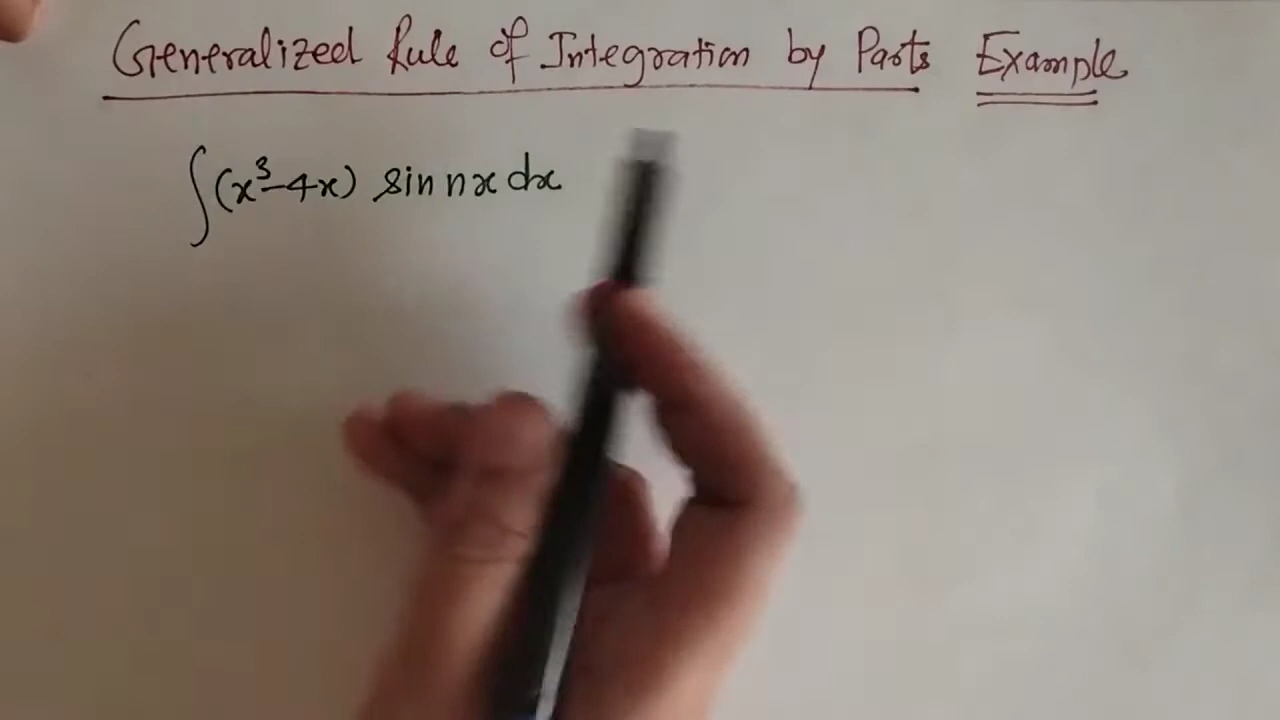 Generalized Rule of Integration by Parts Example
∫(x³-4x) sin nx dx